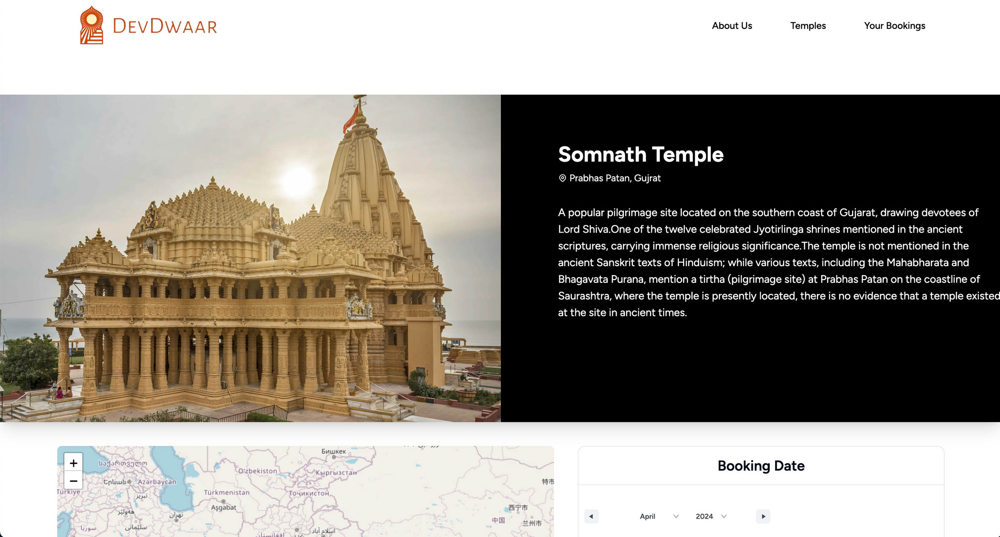 DEVDWAAR
About Us
Temples
Your Bookings
Somnath Temple
Prabhas Patan, Gujrat
A popular pilgrimage site located on the southern coast of Gujarat, drawing devotees of
Lord Shiva.One of the twelve celebrated Jyotirlinga shrines mentioned in the ancient
scriptures, carrying immense religious significance.The temple is not mentioned in the
ancient Sanskrit texts of Hinduism; while various texts, including the Mahabharata and
Bhagavata Purana, mention a tirtha (pilgrimage site) at Prabhas Patan on the coastline of
Saurashtra, where the temple is presently located, there is no evidence that a temple existed
at the site in ancient times.
+
−
Бишкек
საქართველო
Oʻzbekiston
Кыргызстан
Երևան
Azərbaycan
特市
Türkiye
Türkmenistan
Тоҷикистон
تبریز
Aşgabat
西宁市
هەولێر
تهران
中国
兰州市
سوريا
سلێمانی
اسلام آباد
افغانستان
Booking Date
April
2024